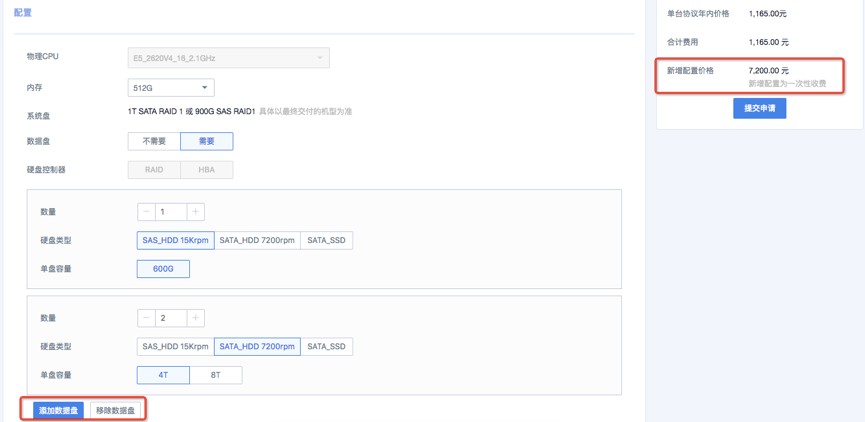 配置
物理CPU
E5_2620V4_16_2.1GHz
内存
512G
系统盘
1T SATA RAID 1 或 900G SAS RAID1 具体以最终交付的机型为准
数据盘
不需要 需要
硬盘控制器
RAID HBA
数量
1
硬盘类型
SAS_HDD 15Krpm SATA_HDD 7200rpm SATA_SSD
单盘容量
600G
数量
2
硬盘类型
SAS_HDD 15Krpm SATA_HDD 7200rpm SATA_SSD
单盘容量
4T 8T
添加数据盘 移除数据盘
单台协议年内价格 1,165.00元
合计费用 1,165.00 元
新增配置价格 7,200.00 元
新增配置为一次性收费
提交申请